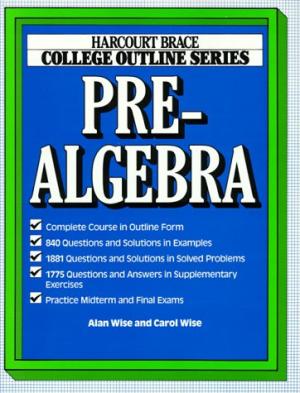 HARCOURT BRACE
COLLEGE OUTLINE SERIES
PRE-
ALGEBRA
Complete Course in Outline Form
840 Questions and Solutions in Examples
1881 Questions and Solutions in Solved Problems
1775 Questions and Answers in Supplementary
Exercises
Practice Midterm and Final Exams
Alan Wise and Carol Wise